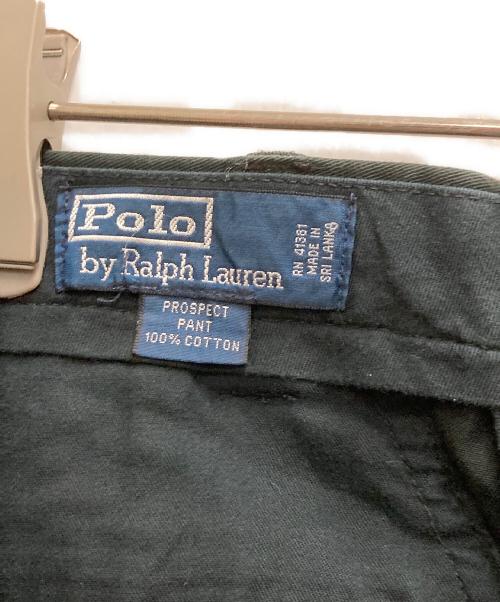 Polo
by Ralph Lauren
RN 41381
MADE IN
SRI LANKA
PROSPECT
PANT
100% COTTON